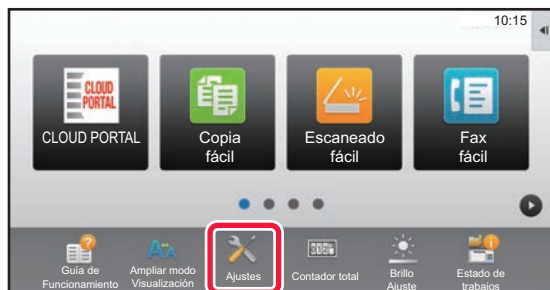 10:15
CLOUD
PORTAL
CLOUD PORTAL
Copia
fácil
Escaneado
fácil
Fax
fácil
Guía de
Funcionamiento
Ampliar modo
Visualización
Ajustes
Contador total
Brillo
Ajuste
Estado de
trabajos